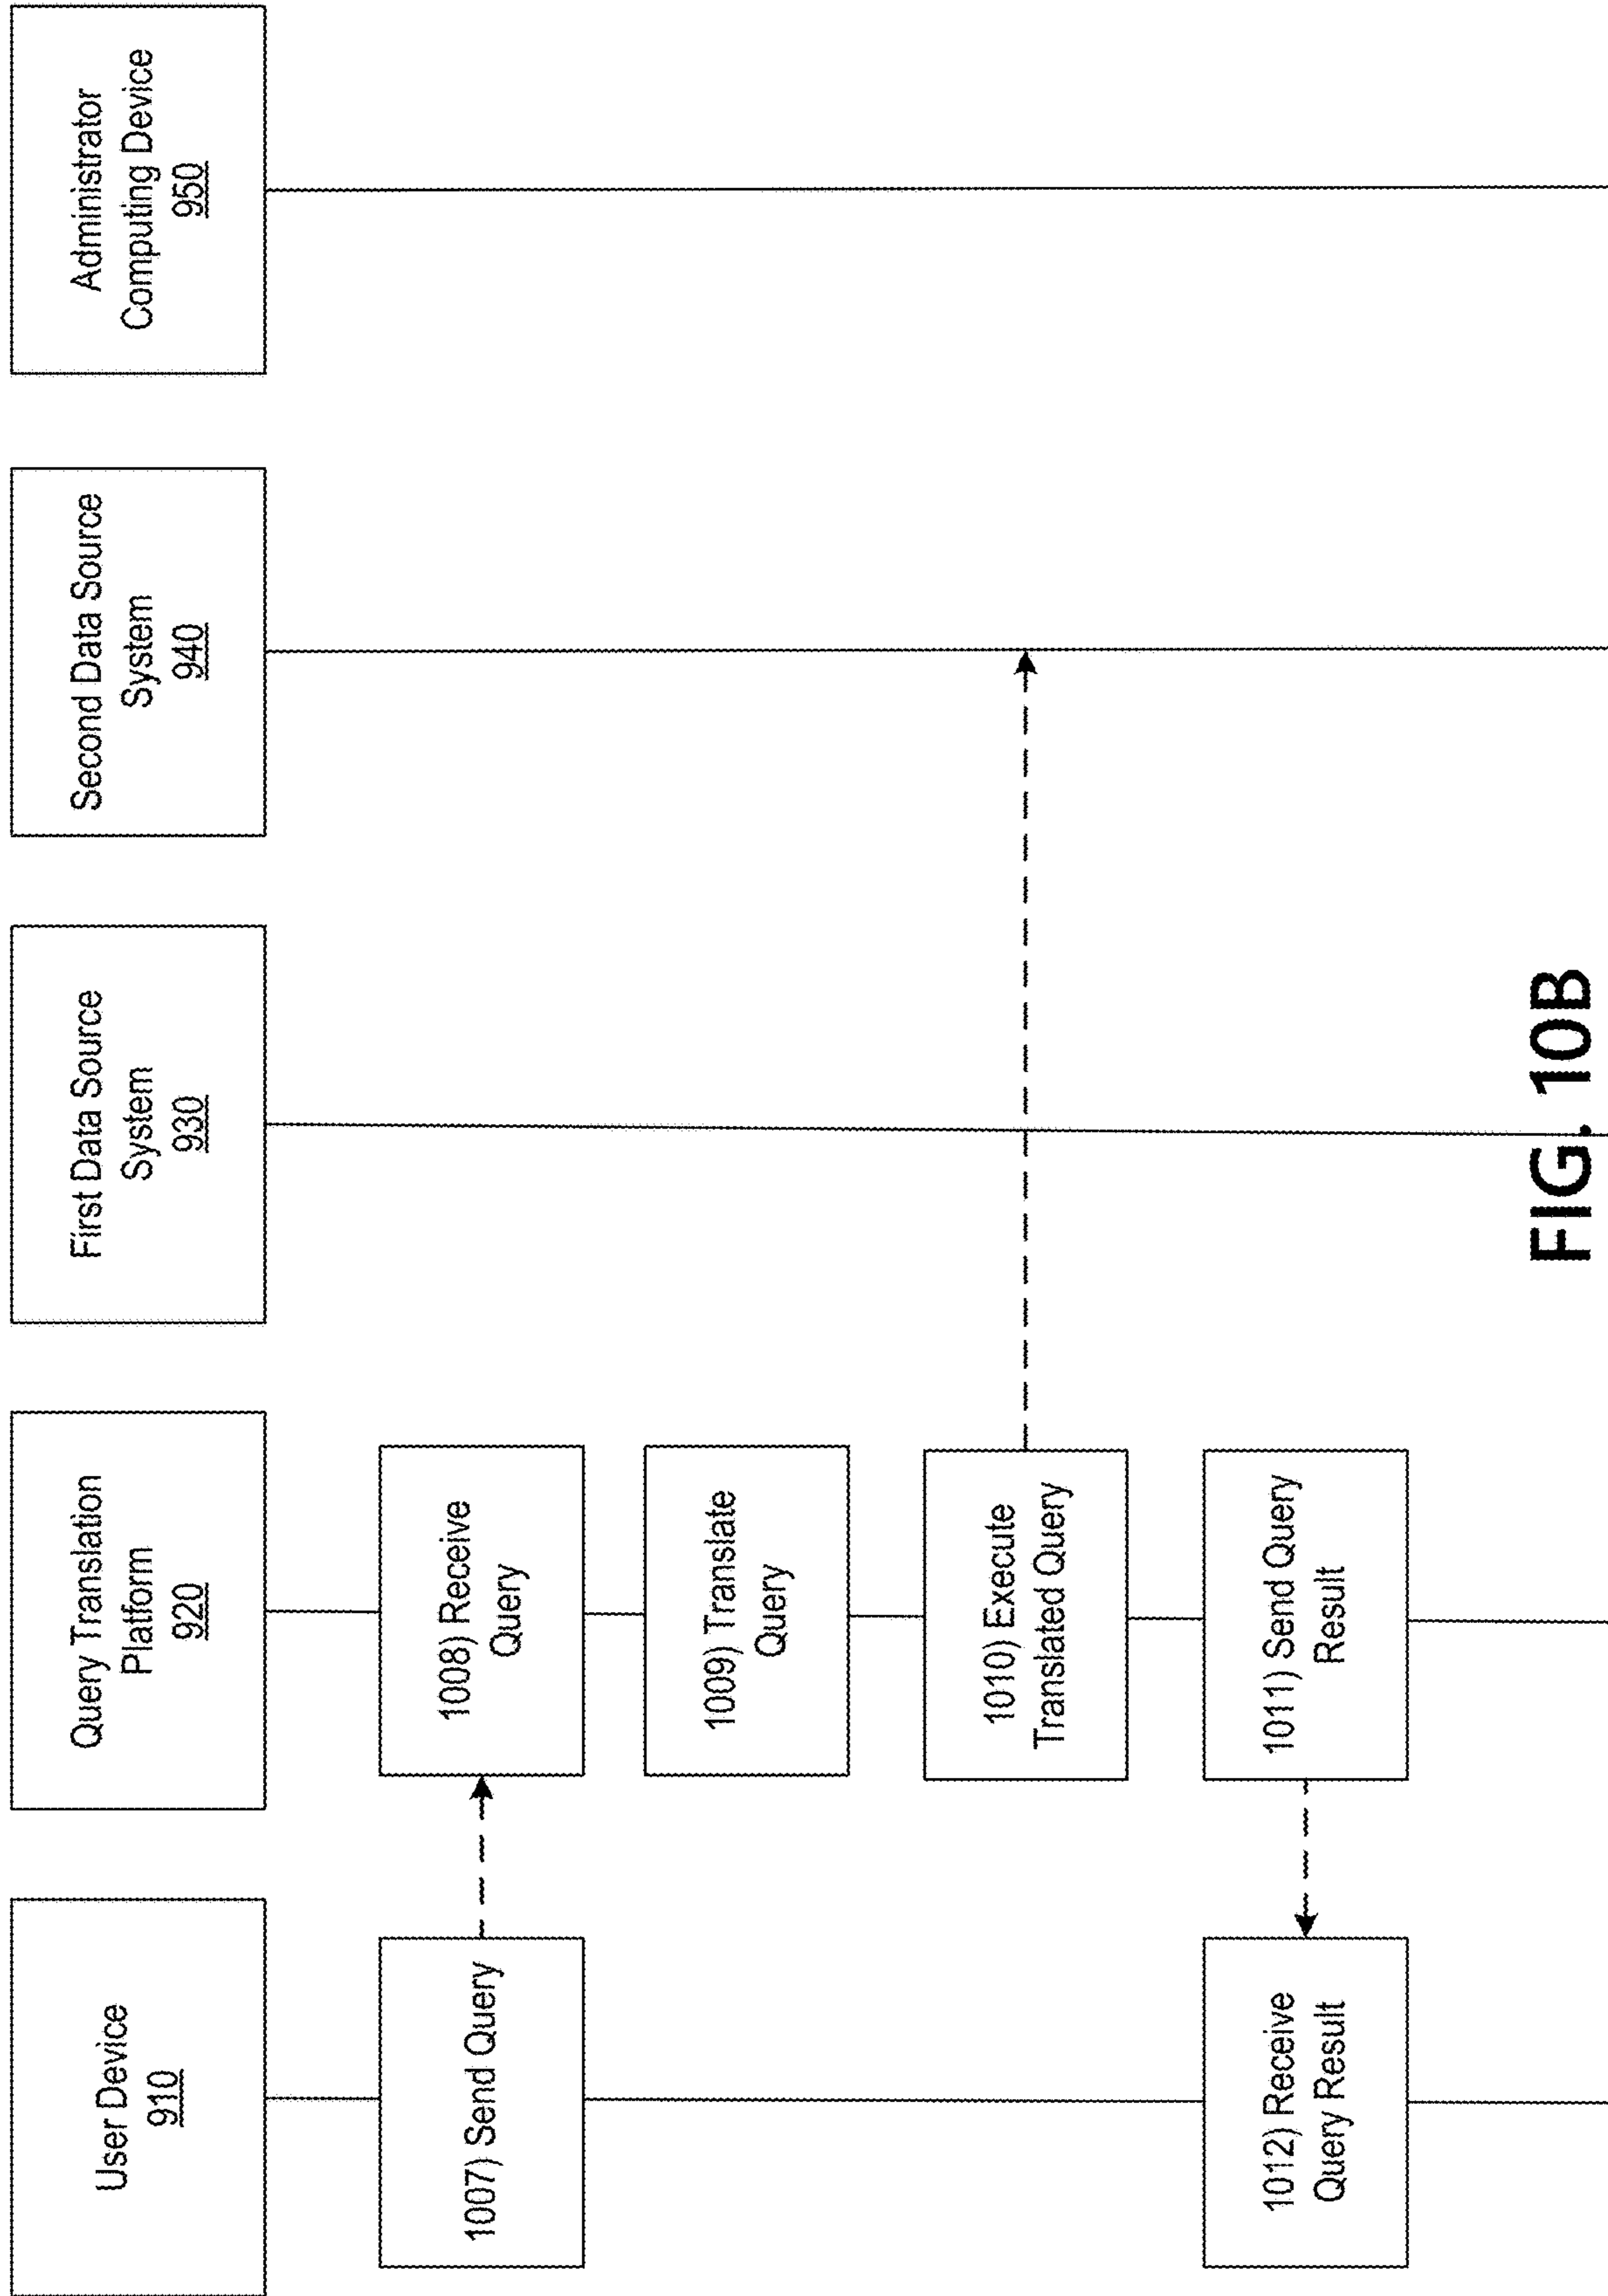 User Device
910
Query Translation
Platform
920
First Data Source
System
930
Second Data Source
System
940
Administrator
Computing Device
950
1007) Send Query
1008) Receive
Query
1009) Translate
Query
1010) Execute
Translated Query
1011) Send Query
Result
1012) Receive
Query Result
FIG. 10B